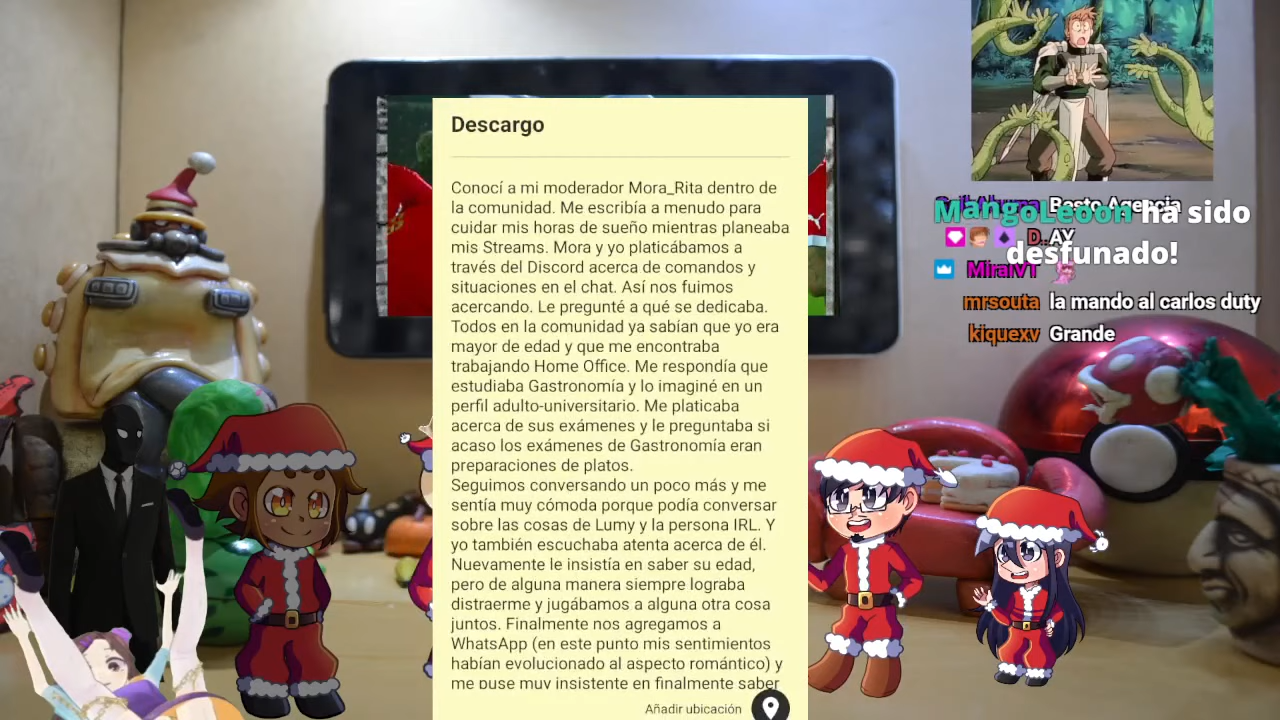 Descargo
Conocí a mi moderador Mora_Rita dentro de
la comunidad. Me escribía a menudo para
cuidar mis horas de sueño mientras planeaba
mis Streams. Mora y yo platicábamos a
través del Discord acerca de comandos y
situaciones en el chat. Así nos fuimos
acercando. Le pregunté a qué se dedicaba.
Todos en la comunidad ya sabían que yo era
mayor de edad y que me encontraba
trabajando Home Office. Me respondía que
estudiaba Gastronomía y lo imaginé en un
perfil adulto-universitario. Me platicaba
acerca de sus exámenes y le preguntaba si
acaso los exámenes de Gastronomía eran
preparaciones de platos.
Seguimos conversando un poco más y me
sentía muy cómoda porque podía conversar
sobre las cosas de Lumy y la persona IRL. Y
yo también escuchaba atenta acerca de él.
Nuevamente le insistía en saber su edad,
pero de alguna manera siempre lograba
distraerme y jugábamos a alguna otra cosa
juntos. Finalmente nos agregamos a
WhatsApp (en este punto mis sentimientos
habían evolucionado al aspecto romántico) y
me puse muy insistente en finalmente saber
Añadir ubicación
MangoLeoon ha sido
desfunado!
Besto Agencia
D.. AY
MiraiVT
mrsouta la mando al carlos duty
kiquexv Grande